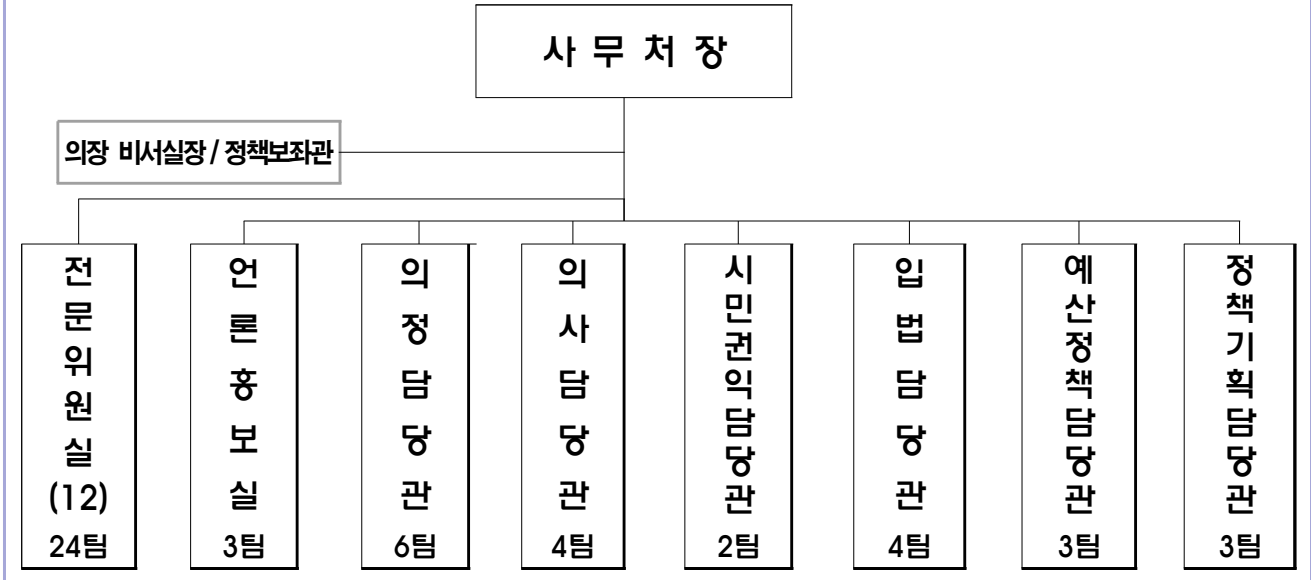 사 무 처 장
의장 비서실장 / 정책보좌관
전문위원실
(12)
24팀
언론홍보실
3팀
의정담당관
6팀
의사담당관
4팀
시민권익담당관
2팀
입법담당관
4팀
예산정책담당관
3팀
정책기획담당관
3팀